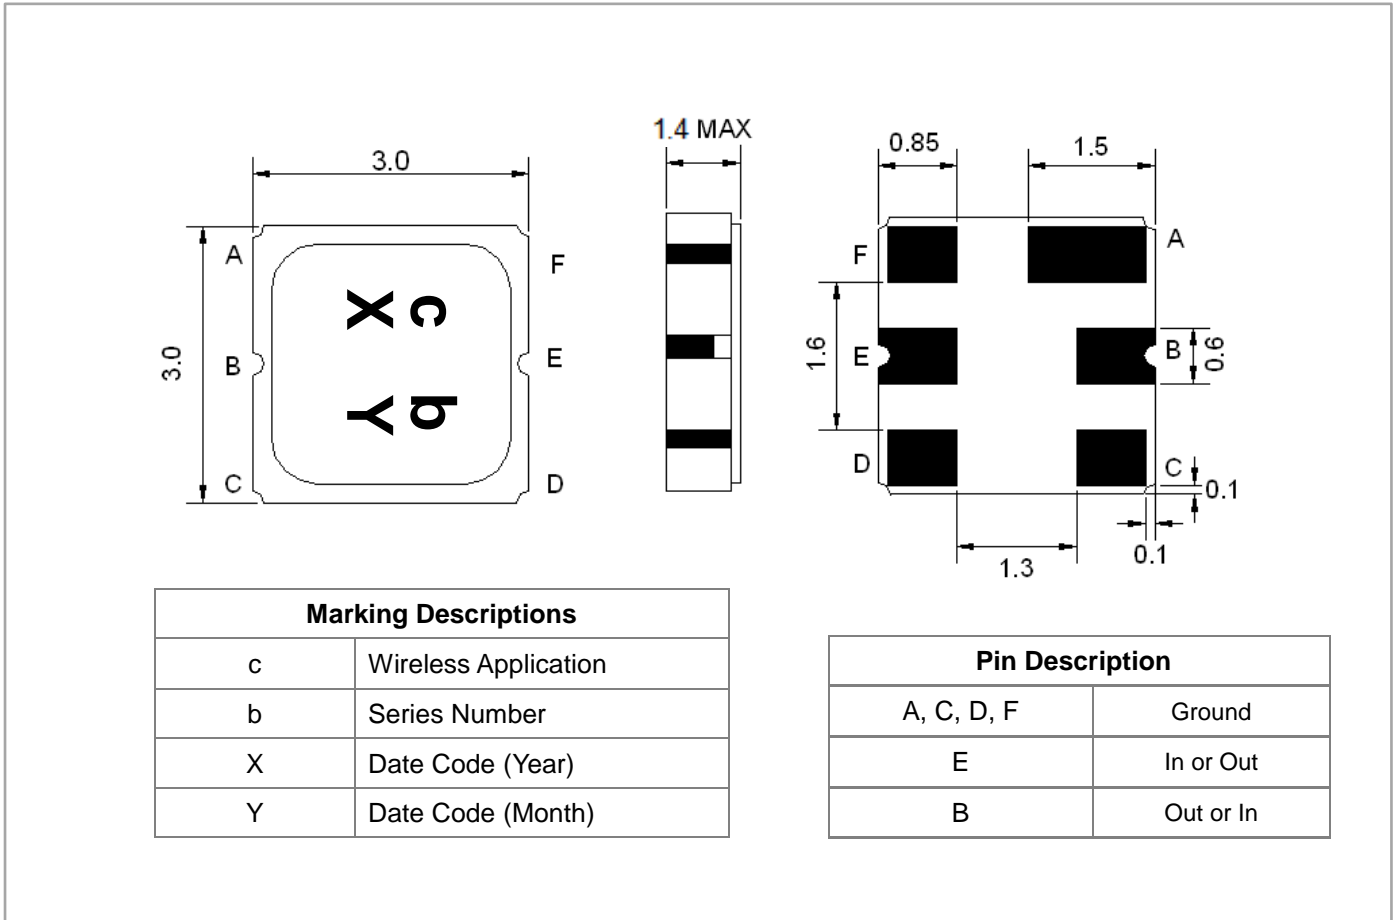 1.4 MAX
3.0
0.85
1.5
A
F
c
X
3.0
B
E
b
Y
C
D
F
A
1.6
E
B
0.6
D
C
0.1
0.1
1.3
Marking Descriptions
c Wireless Application
b Series Number
X Date Code (Year)
Y Date Code (Month)
Pin Description
A, C, D, F Ground
E In or Out
B Out or In